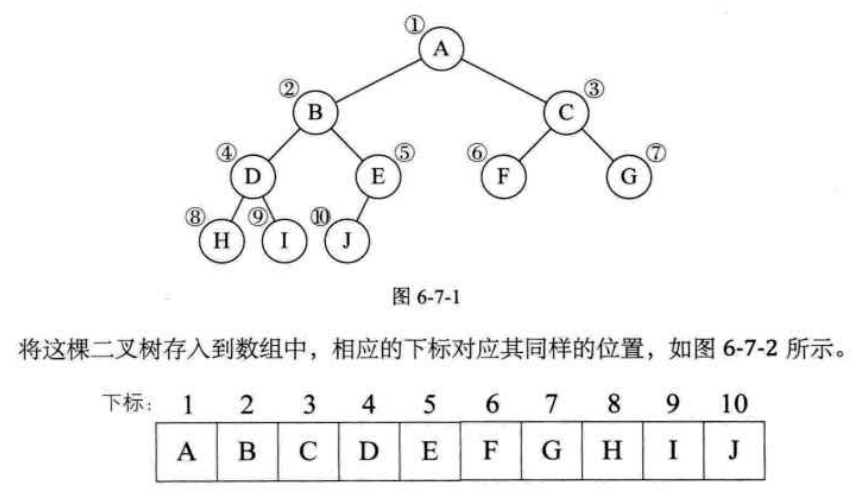 ① A
② B ③ C
④ D ⑤ E ⑥ F ⑦ G
⑧ H ⑨ I ⑩ J
图 6-7-1
将这棵二叉树存入到数组中，相应的下标对应其同样的位置，如图 6-7-2 所示。
下标： 1 2 3 4 5 6 7 8 9 10
A B C D E F G H I J